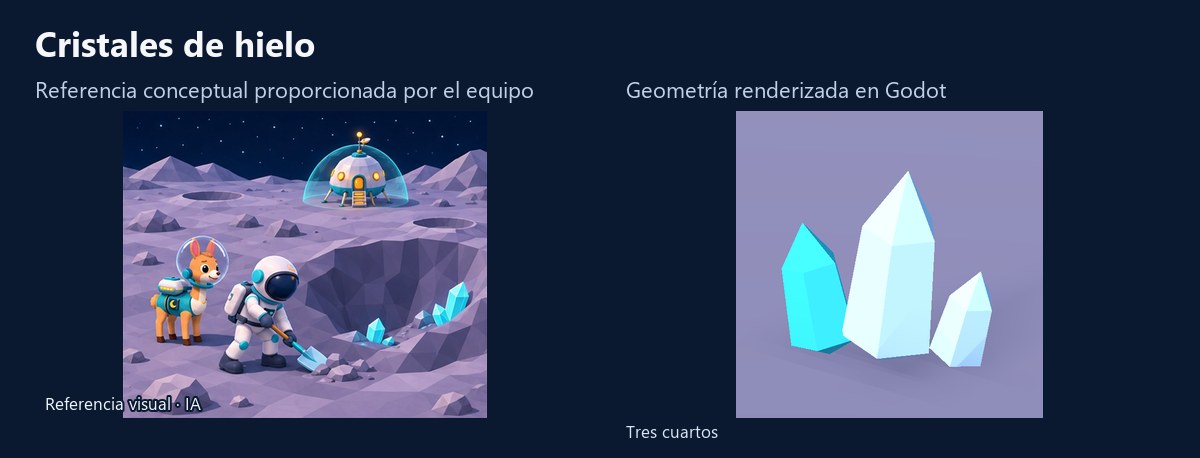 Cristales de hielo
Referencia conceptual proporcionada por el equipo
Geometría renderizada en Godot
Referencia visual · IA
Tres cuartos